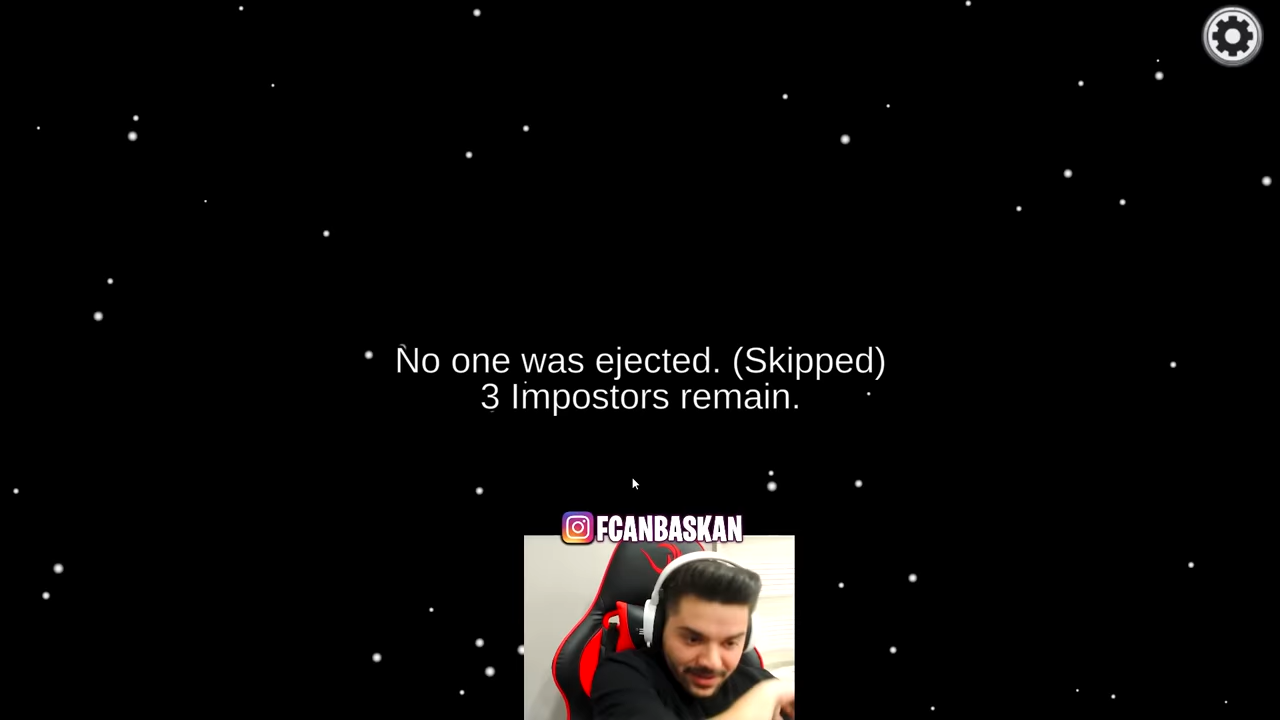 No one was ejected. (Skipped)
3 Impostors remain.
FCANBASKAN